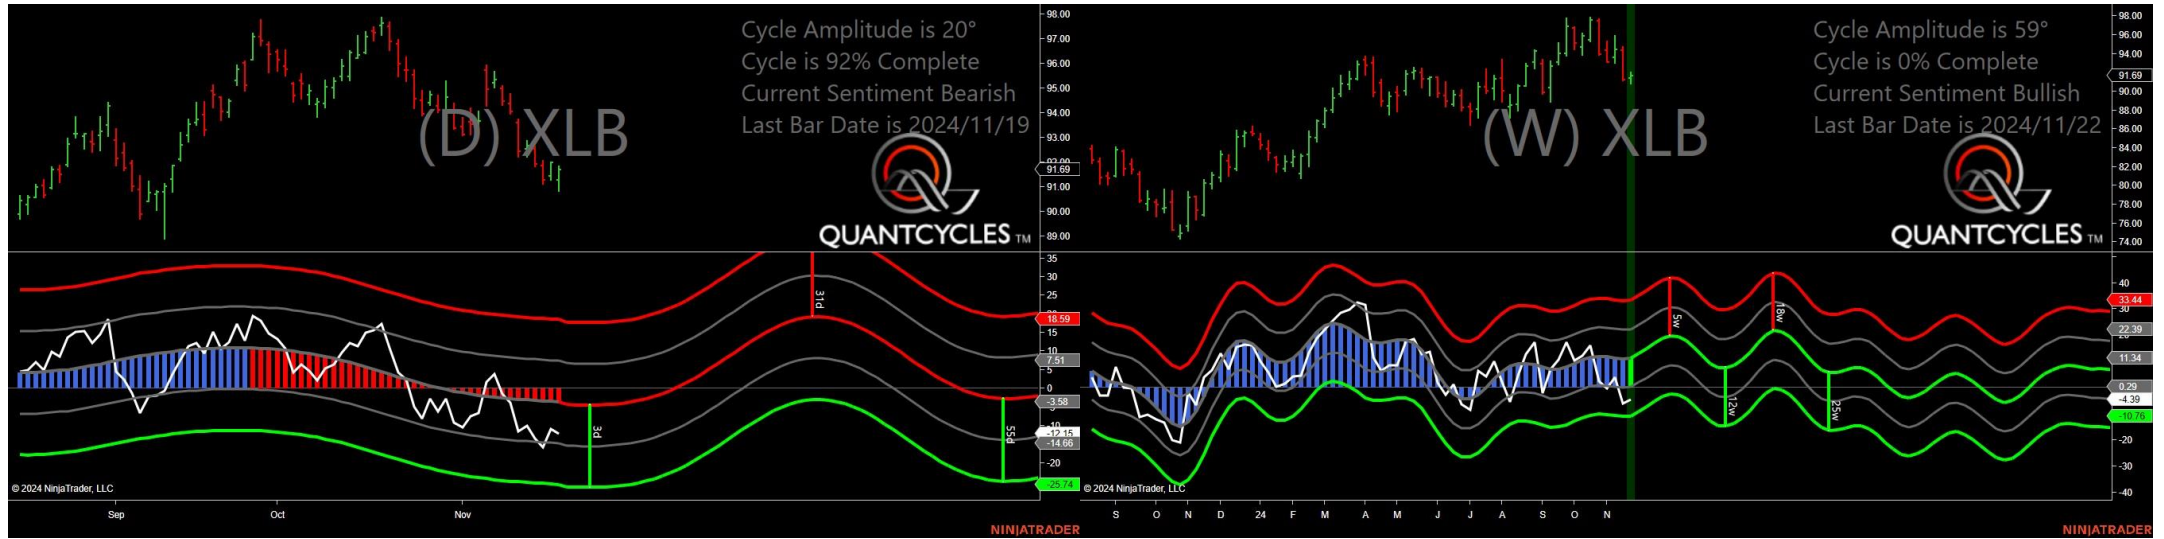 Cycle Amplitude is 20°
Cycle is 92% Complete
Current Sentiment Bearish
Last Bar Date is 2024/11/19
(D) XLB
QUANTCYCLES TM
98.00
97.00
96.00
95.00
94.00
93.00
92.00
91.69
91.00
90.00
89.00
35
30
25
20
18.59
15
10
7.51
5
0
-3.58
-12.15
-14.66
-20
-25.74
3d
31d
55d
© 2024 NinjaTrader, LLC
Sep Oct Nov
NINJATRADER
Cycle Amplitude is 59°
Cycle is 0% Complete
Current Sentiment Bullish
Last Bar Date is 2024/11/22
(W) XLB
QUANTCYCLES TM
98.00
96.00
94.00
91.69
90.00
88.00
86.00
84.00
82.00
80.00
78.00
76.00
74.00
40
33.44
30
22.39
20
11.34
0.29
-4.39
-10.76
-20
-30
-40
5w
12w
18w
25w
© 2024 NinjaTrader, LLC
S O N D 24 F M A M J J A S O N
NINJATRADER